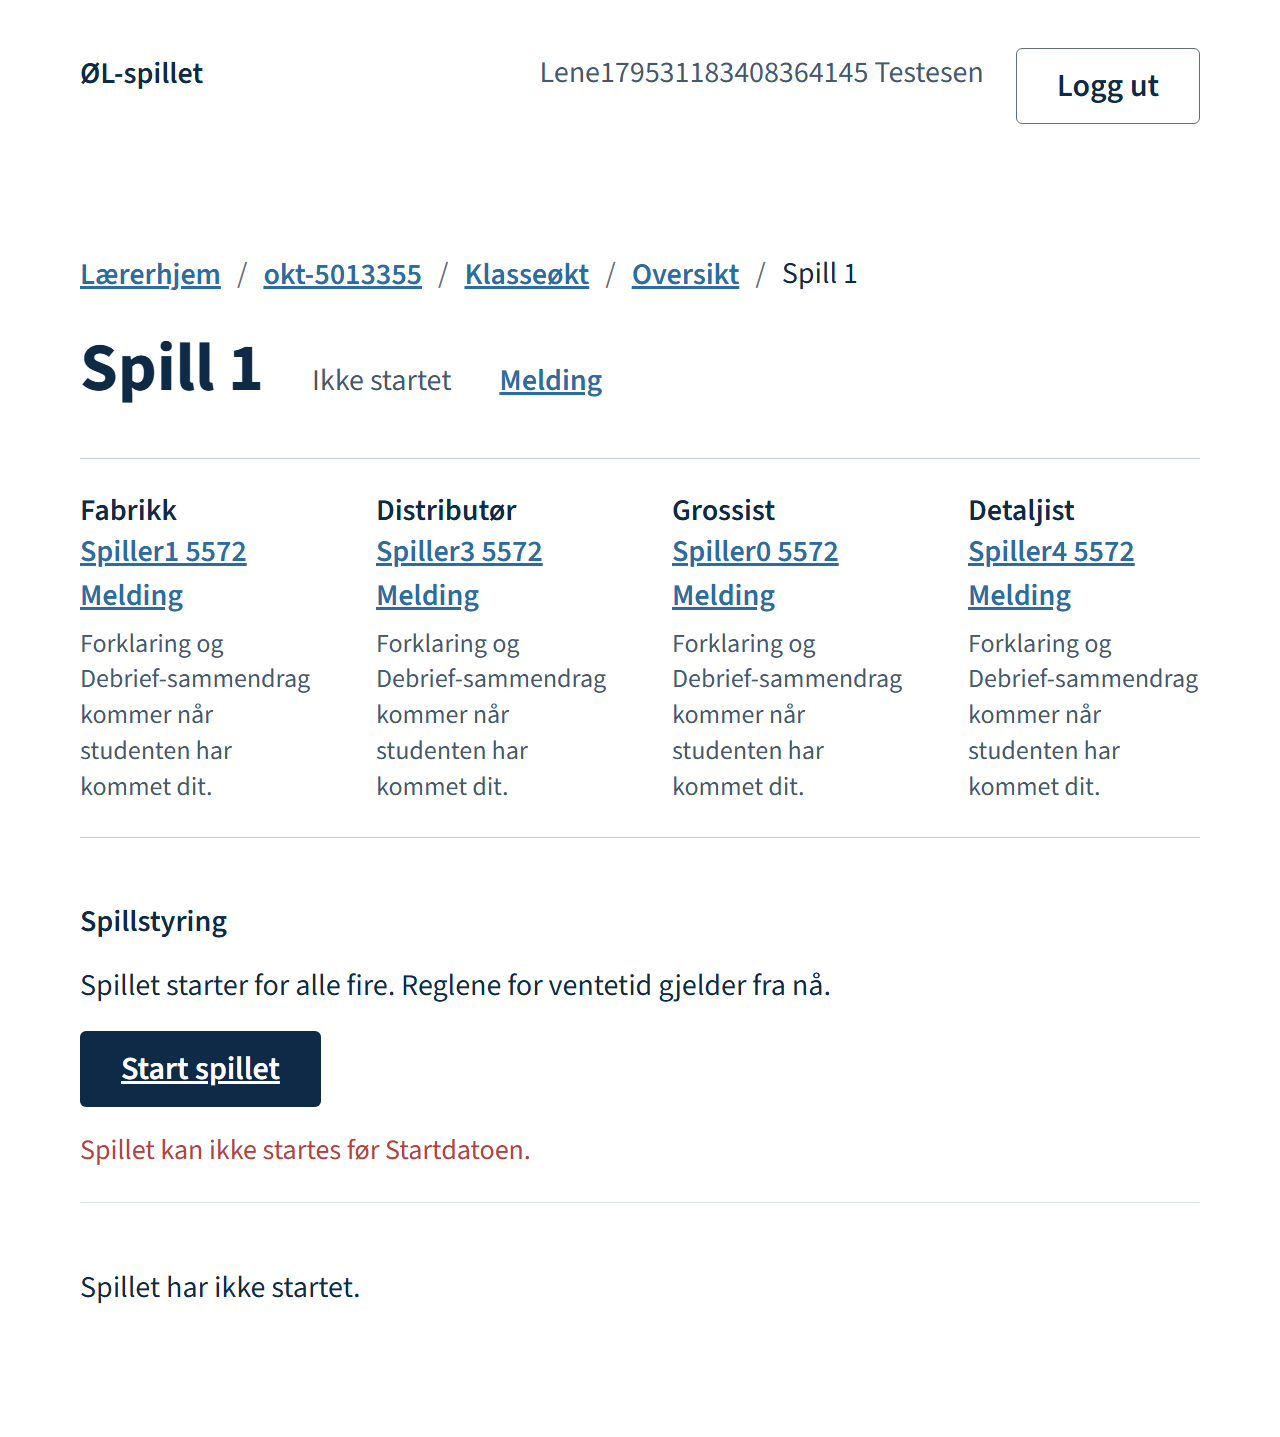 ØL-spillet
Lene179531183408364145 Testesen
Logg ut
Lærerhjem / okt-5013355 / Klasseøkt / Oversikt / Spill 1
Spill 1
Ikke startet
Melding
Fabrikk
Spiller1 5572
Melding
Forklaring og
Debrief-sammendrag
kommer når
studenten har
kommet dit.
Distributør
Spiller3 5572
Melding
Forklaring og
Debrief-sammendrag
kommer når
studenten har
kommet dit.
Grossist
Spiller0 5572
Melding
Forklaring og
Debrief-sammendrag
kommer når
studenten har
kommet dit.
Detaljist
Spiller4 5572
Melding
Forklaring og
Debrief-sammendrag
kommer når
studenten har
kommet dit.
Spillstyring
Spillet starter for alle fire. Reglene for ventetid gjelder fra nå.
Start spillet
Spillet kan ikke startes før Startdatoen.
Spillet har ikke startet.